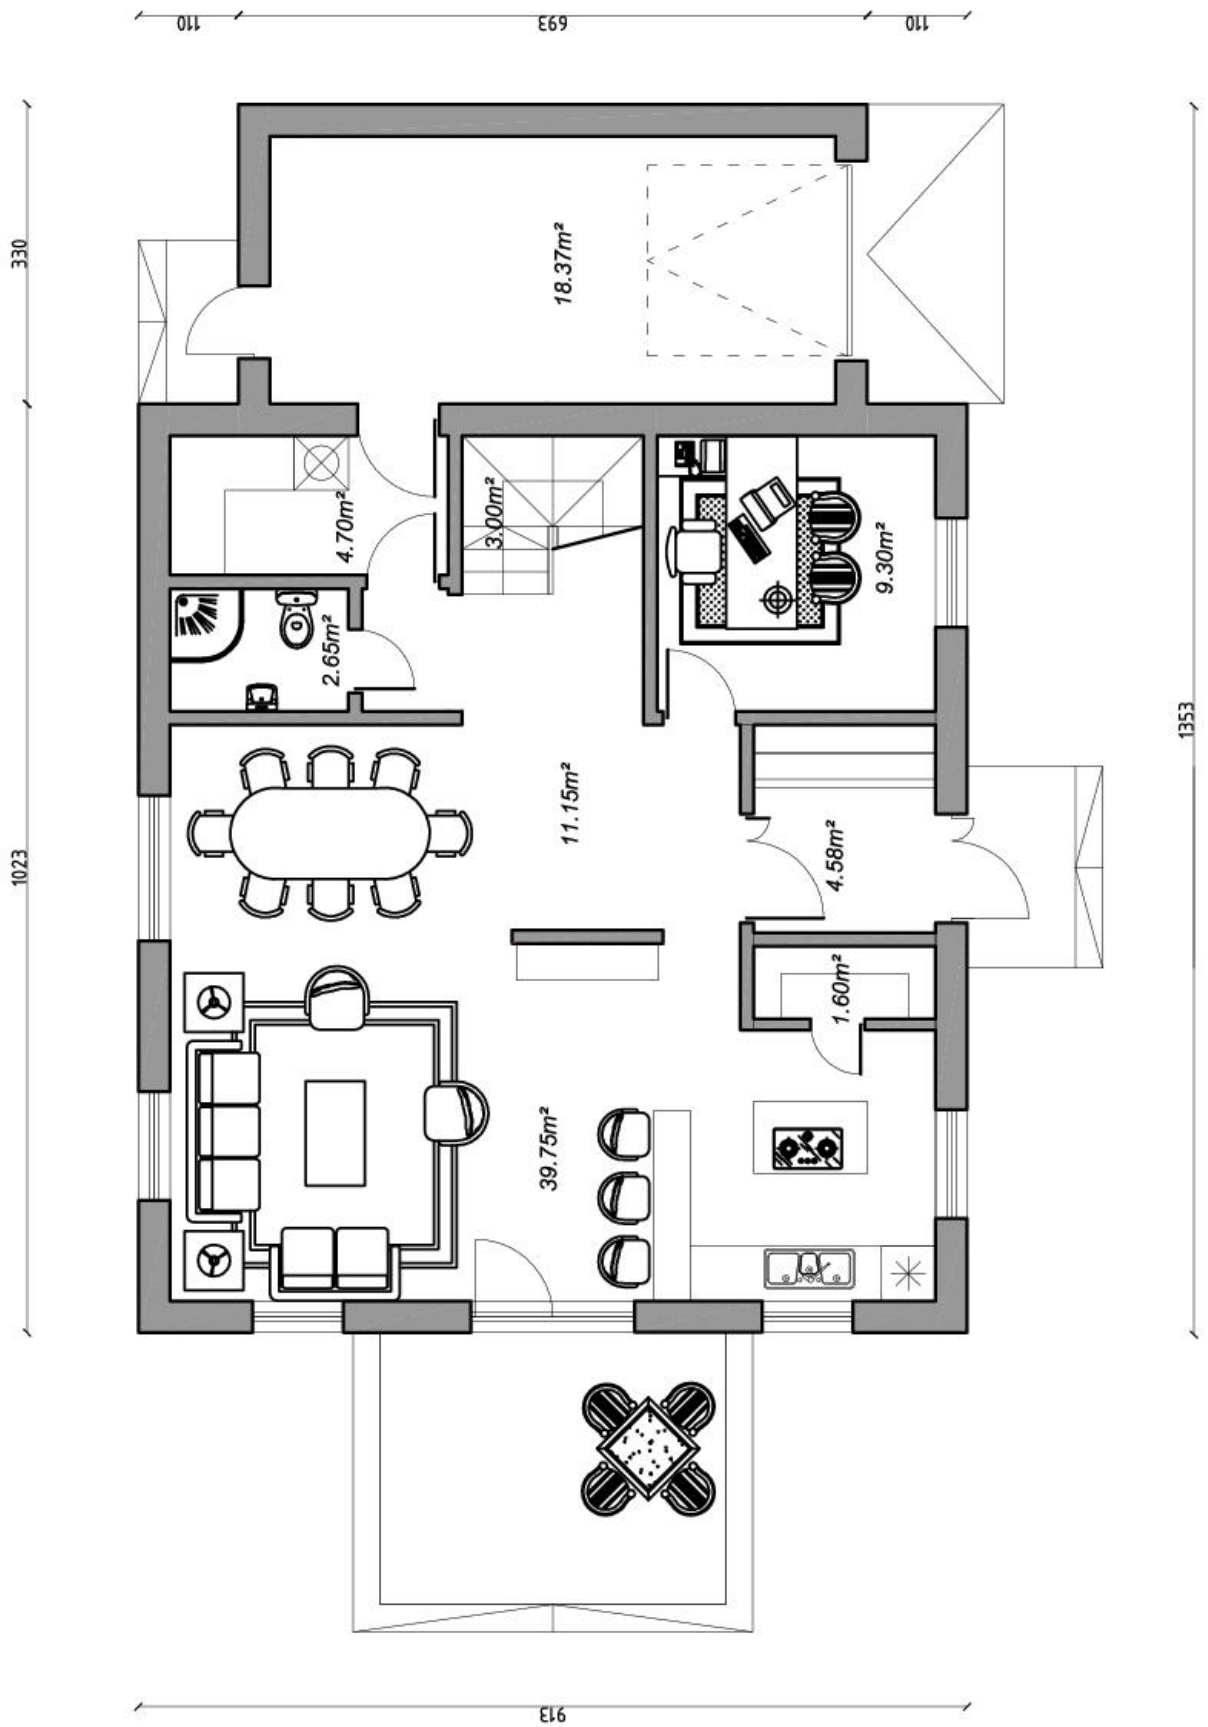 110
693
110
330
18.37m²
4.70m²
3.00m²
9.30m²
2.65m²
1353
11.15m²
1023
4.58m²
1.60m²
39.75m²
913